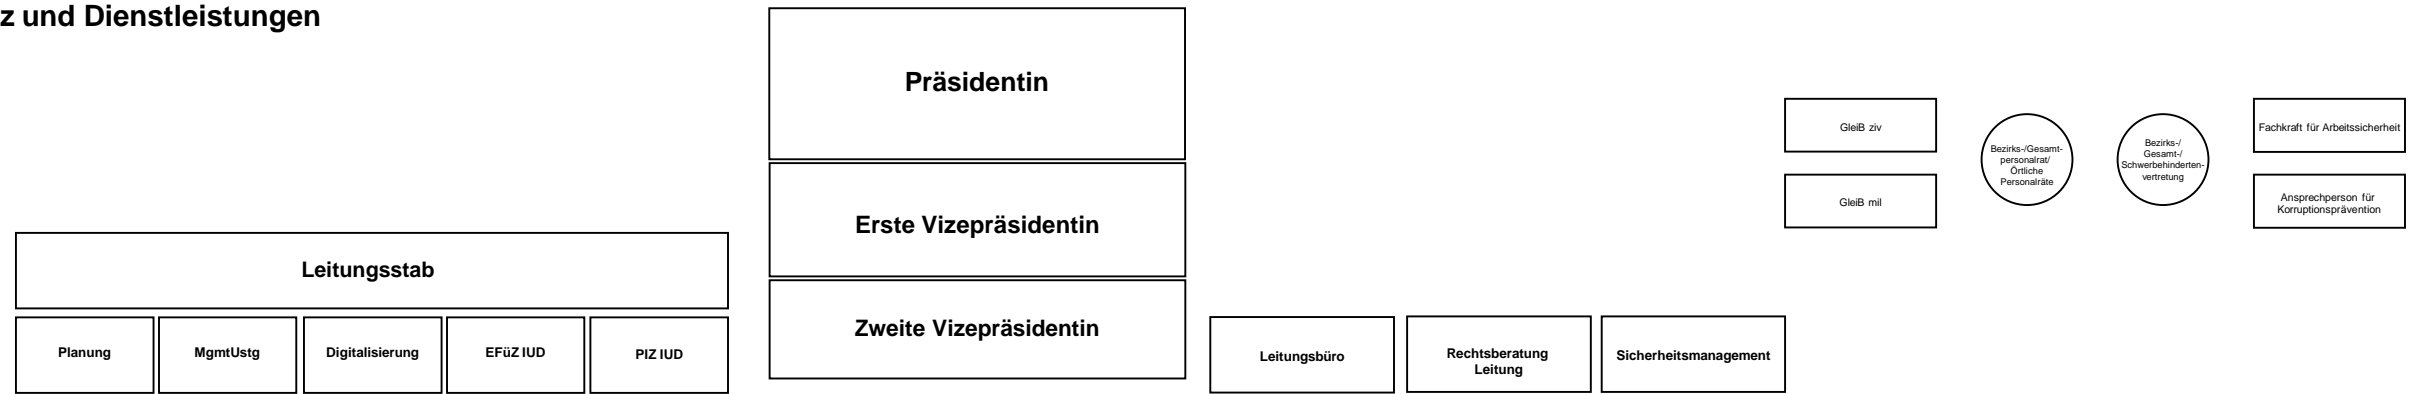 z und Dienstleistungen
Präsidentin
Erste Vizepräsidentin
Zweite Vizepräsidentin
Leitungsstab
Planung
MgmtUstg
Digitalisierung
EFüZ IUD
PIZ IUD
Leitungsbüro
Rechtsberatung
Leitung
Sicherheitsmanagement
GleiB ziv
GleiB mil
Bezirks-/Gesamt-
personalrat/
Örtliche
Personalräte
Bezirks-/
Gesamt-/
Schwerbehinderten-
vertretung
Fachkraft für Arbeitssicherheit
Ansprechperson für
Korruptionsprävention